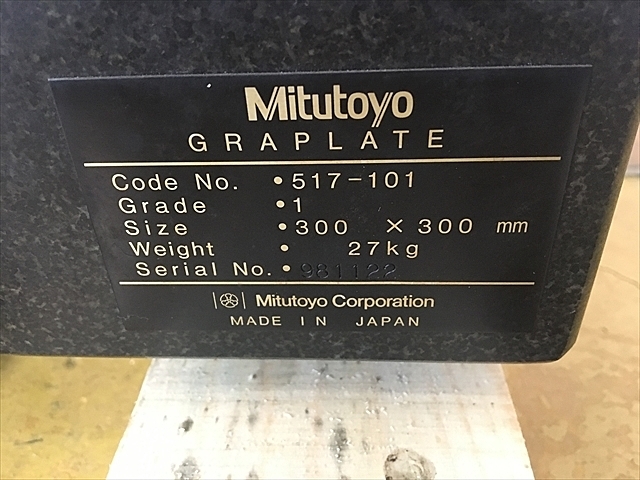 Mitutoyo
GRAPLATE
Code No. • 517-101
Grade • 1
Size • 300 × 300 mm
Weight • 27kg
Serial No. • 981122
Mitutoyo Corporation
MADE IN JAPAN